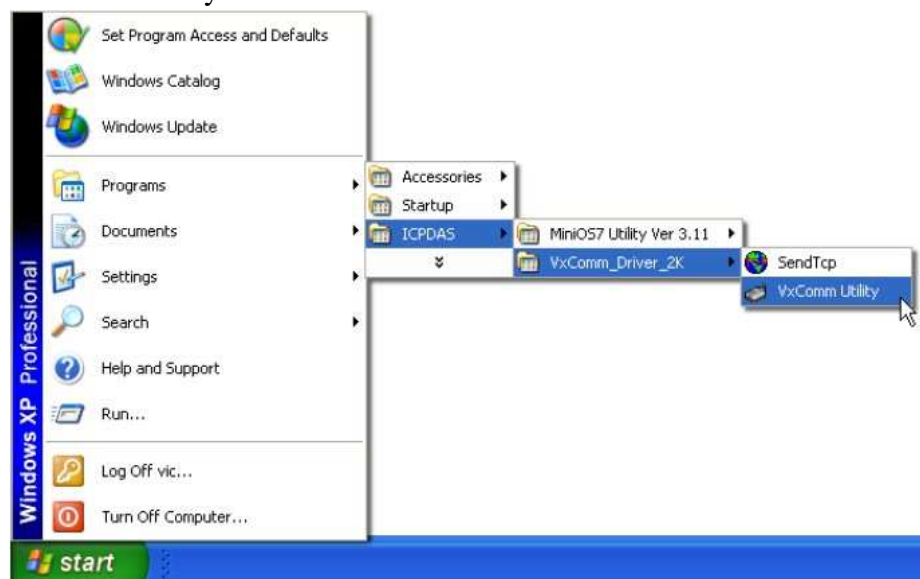 Set Program Access and Defaults
Windows Catalog
Windows Update
Programs
Documents
Settings
Search
Help and Support
Run...
Log Off vic...
Turn Off Computer...
Windows XP Professional
start
Accessories
Startup
ICPDAS
MiniOS7 Utility Ver 3.11
VxComm_Driver_2K
SendTcp
VxComm Utility